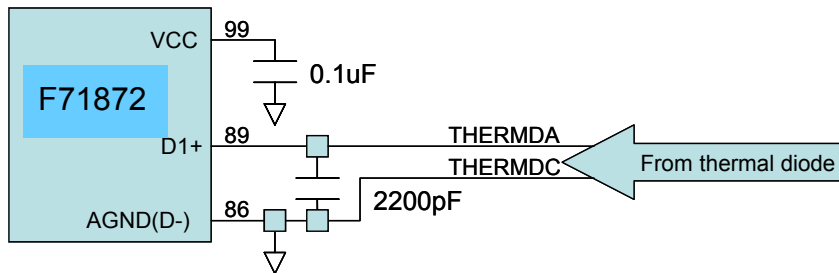 99
VCC
0.1uF
F71872
89
D1+
THERMDA
THERMDC
From thermal diode
2200pF
86
AGND(D-)